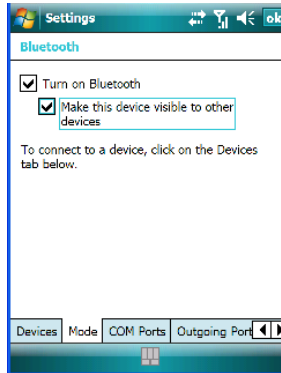 Settings
ok
Bluetooth
Turn on Bluetooth
Make this device visible to other
devices
To connect to a device, click on the Devices
tab below.
Devices Mode COM Ports Outgoing Port